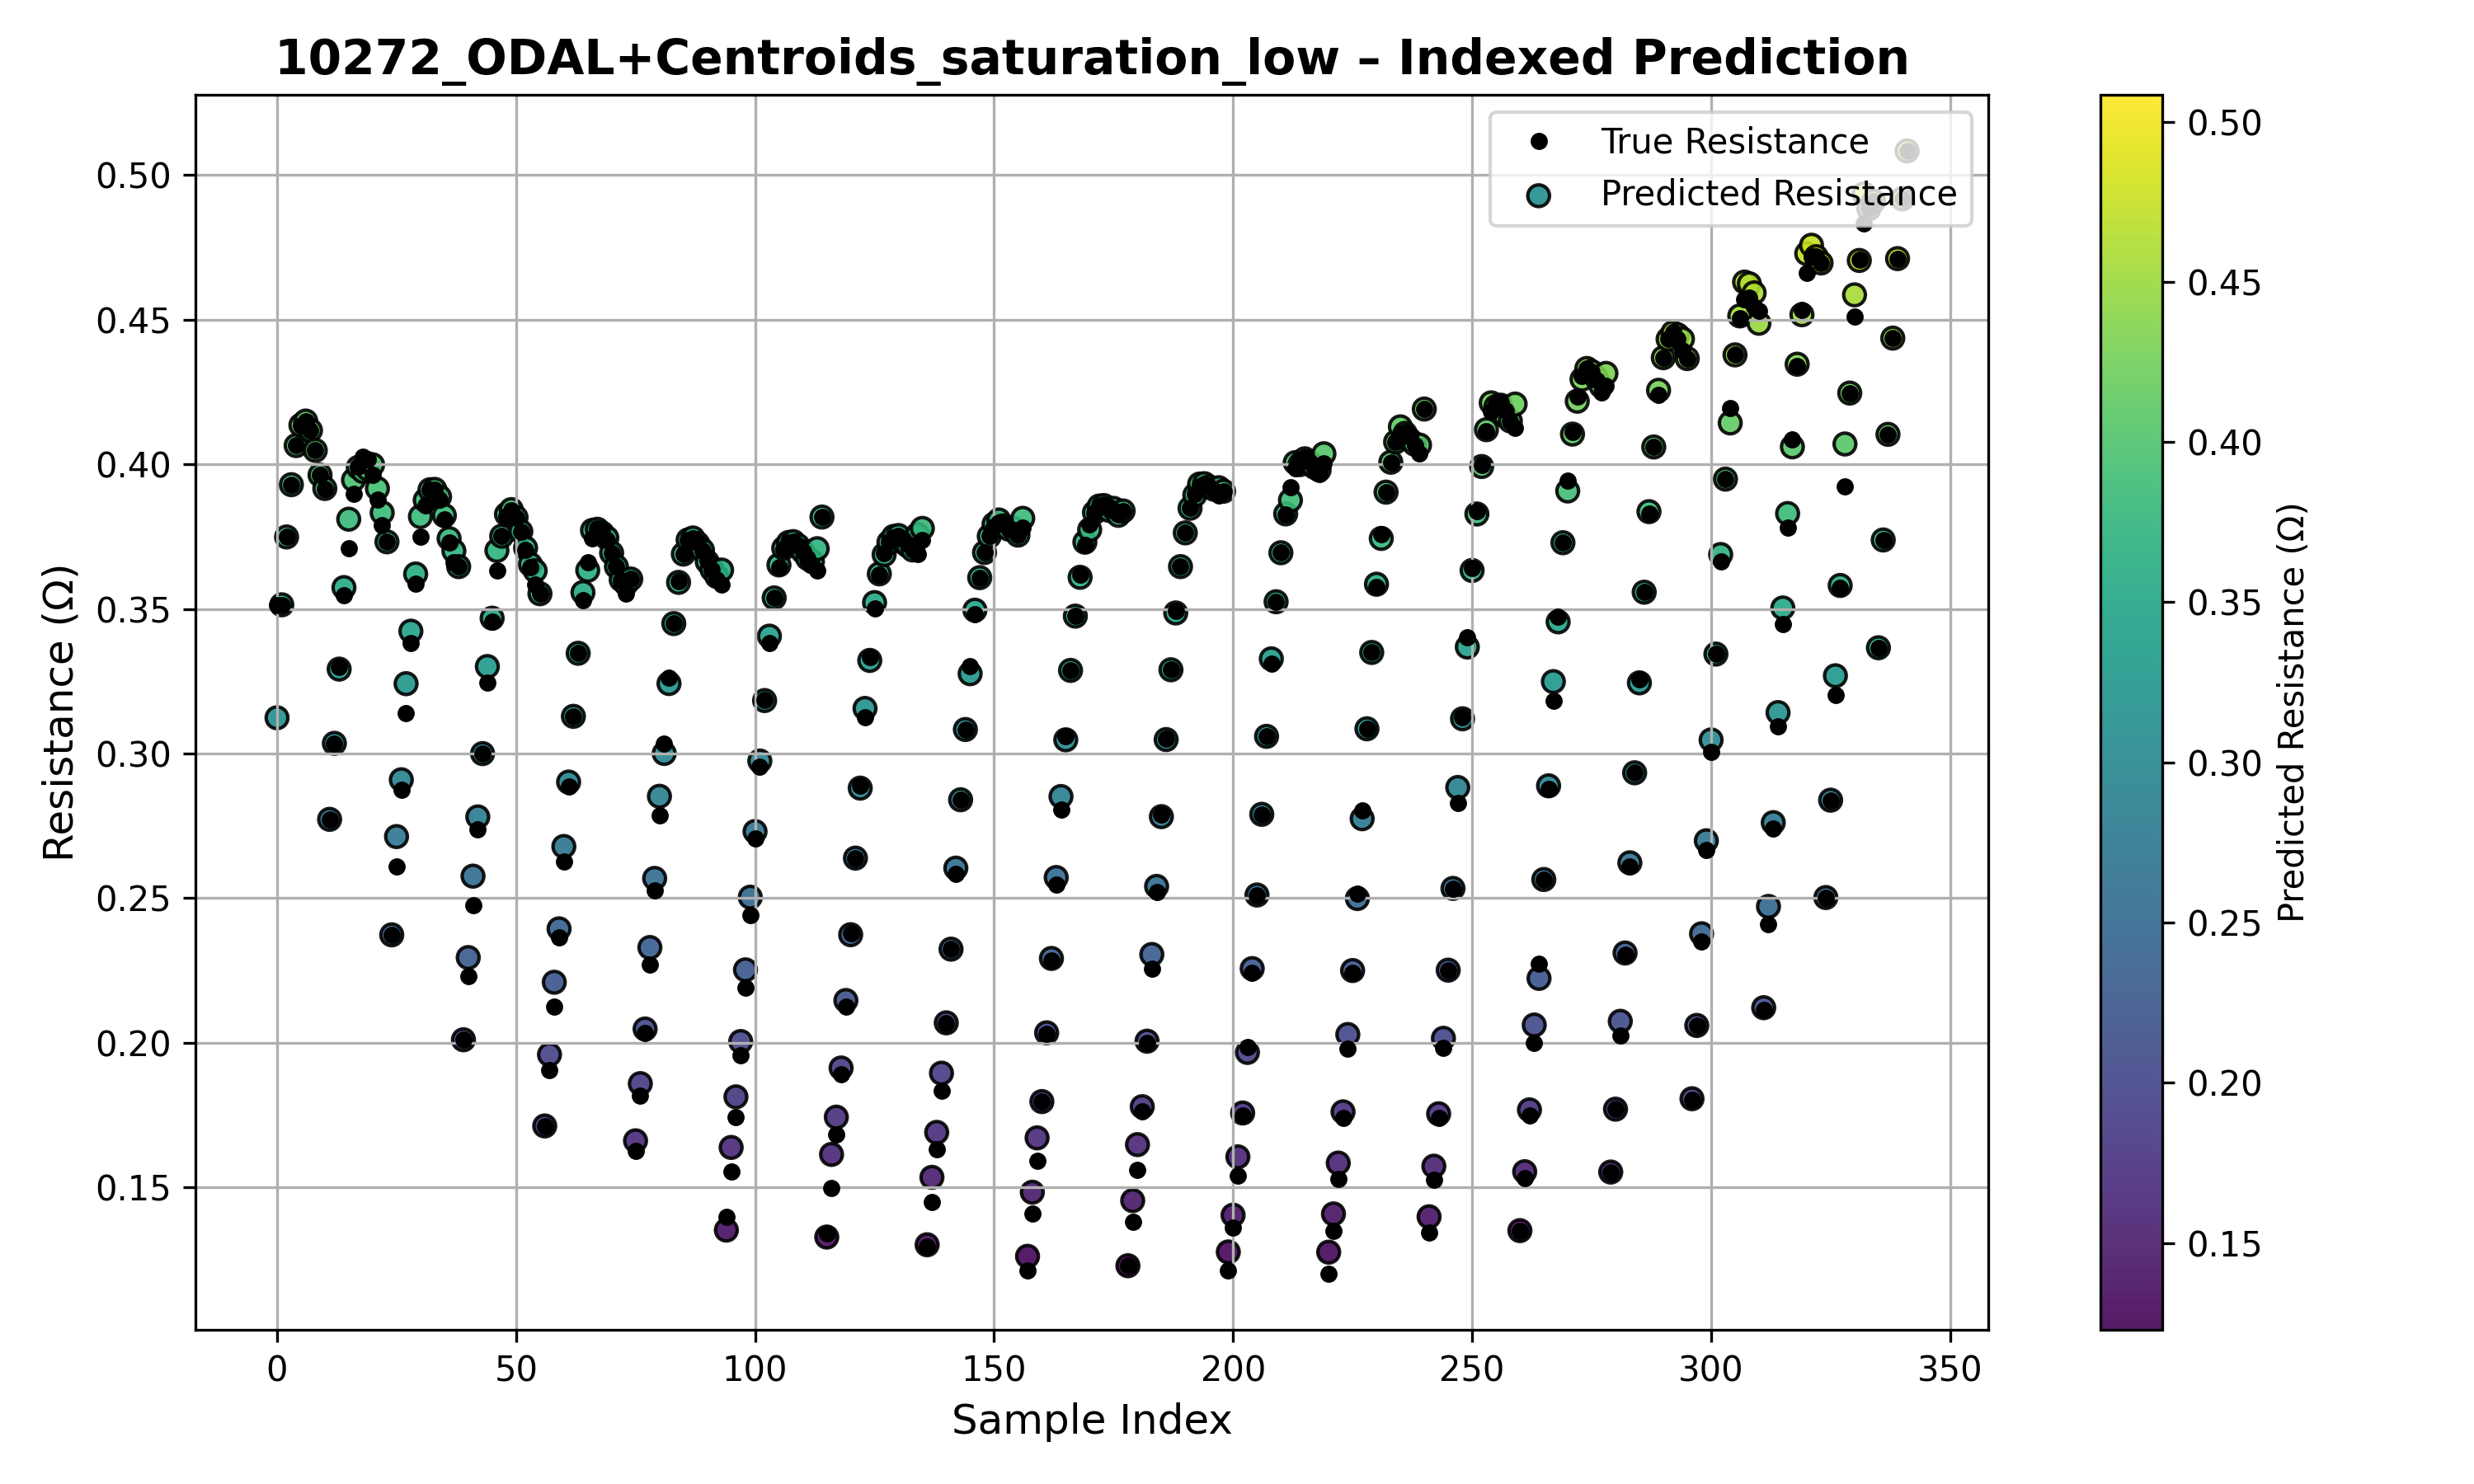 10272_ODAL+Centroids_saturation_low – Indexed Prediction
True Resistance
Predicted Resistance
Resistance (Ω)
0.50
0.45
0.40
0.35
0.30
0.25
0.20
0.15
0 50 100 150 200 250 300 350
Sample Index
0.50
0.45
0.40
0.35
0.30
0.25
0.20
0.15
Predicted Resistance (Ω)